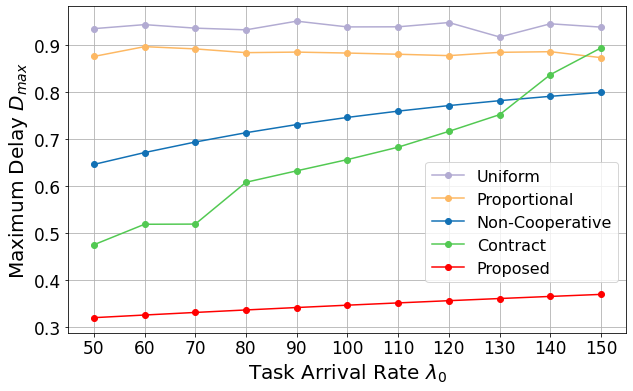 Maximum Delay D_max
0.9
0.8
0.7
0.6
0.5
0.4
0.3
Uniform
Proportional
Non-Cooperative
Contract
Proposed
50 60 70 80 90 100 110 120 130 140 150
Task Arrival Rate λ₀